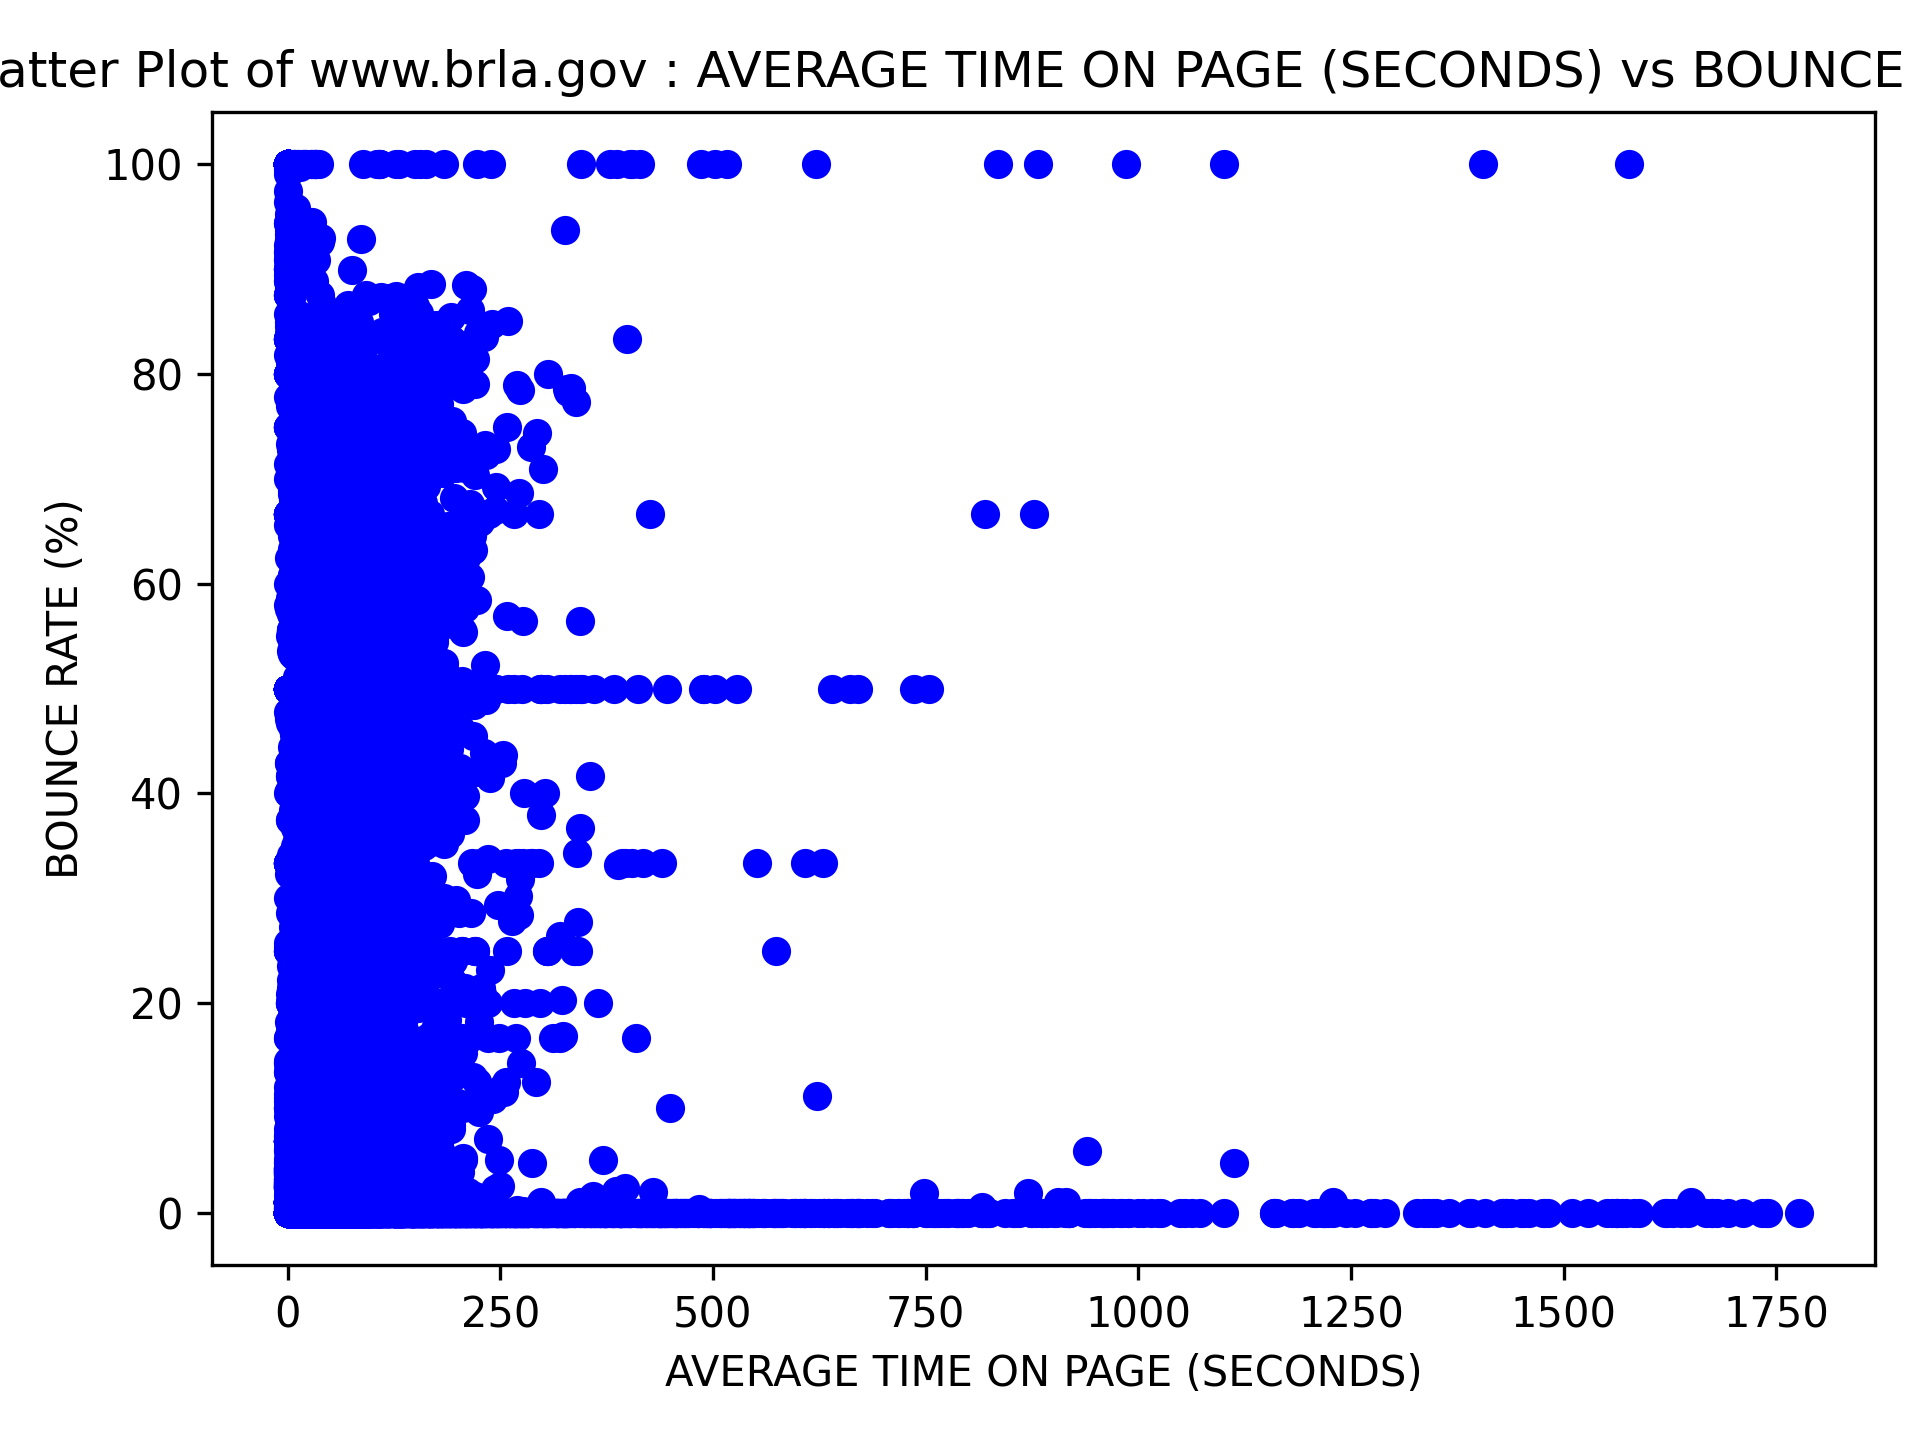 atter Plot of www.brla.gov : AVERAGE TIME ON PAGE (SECONDS) vs BOUNCE
100
80
60
40
20
0
BOUNCE RATE (%)
0 250 500 750 1000 1250 1500 1750
AVERAGE TIME ON PAGE (SECONDS)